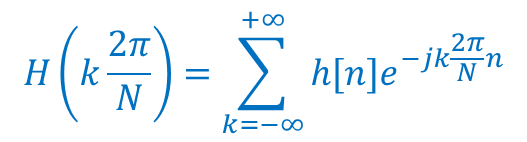 H(k 2π/N) = ∑_{k=−∞}^{+∞} h[n]e^{−jk(2π/N)n}